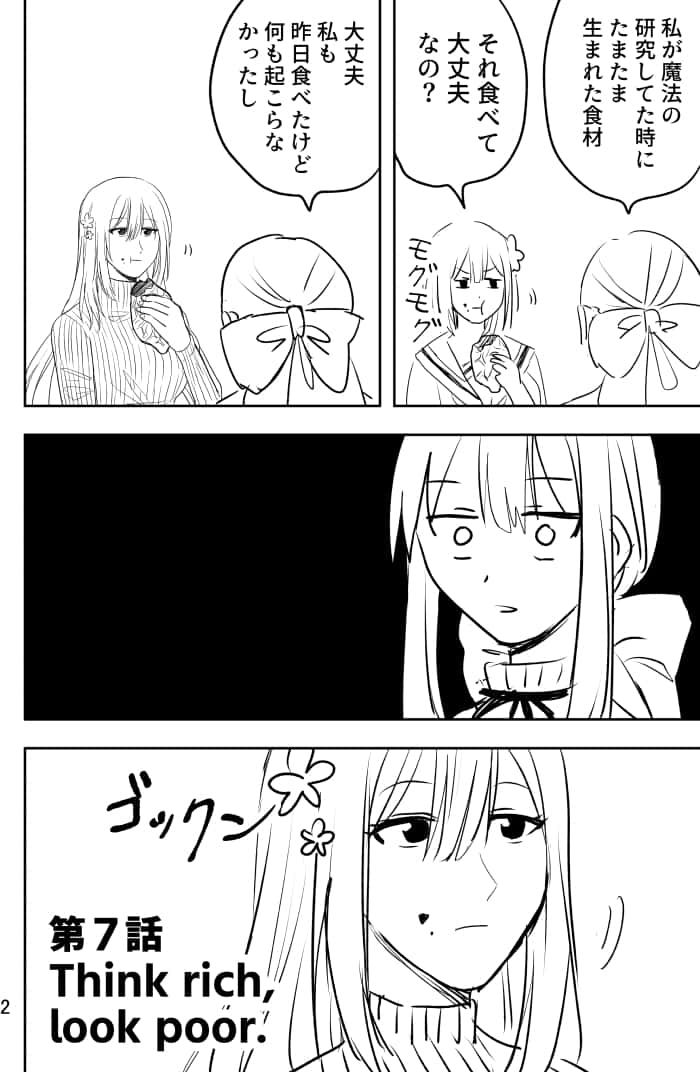 私が魔法の
研究してた時に
たまたま
生まれた食材
それ食べて
大丈夫
なの？
モグモグ
大丈夫
私も
昨日食べたけど
何も起こらな
かったし
ゴックン
第7話
Think rich,
look poor.
2